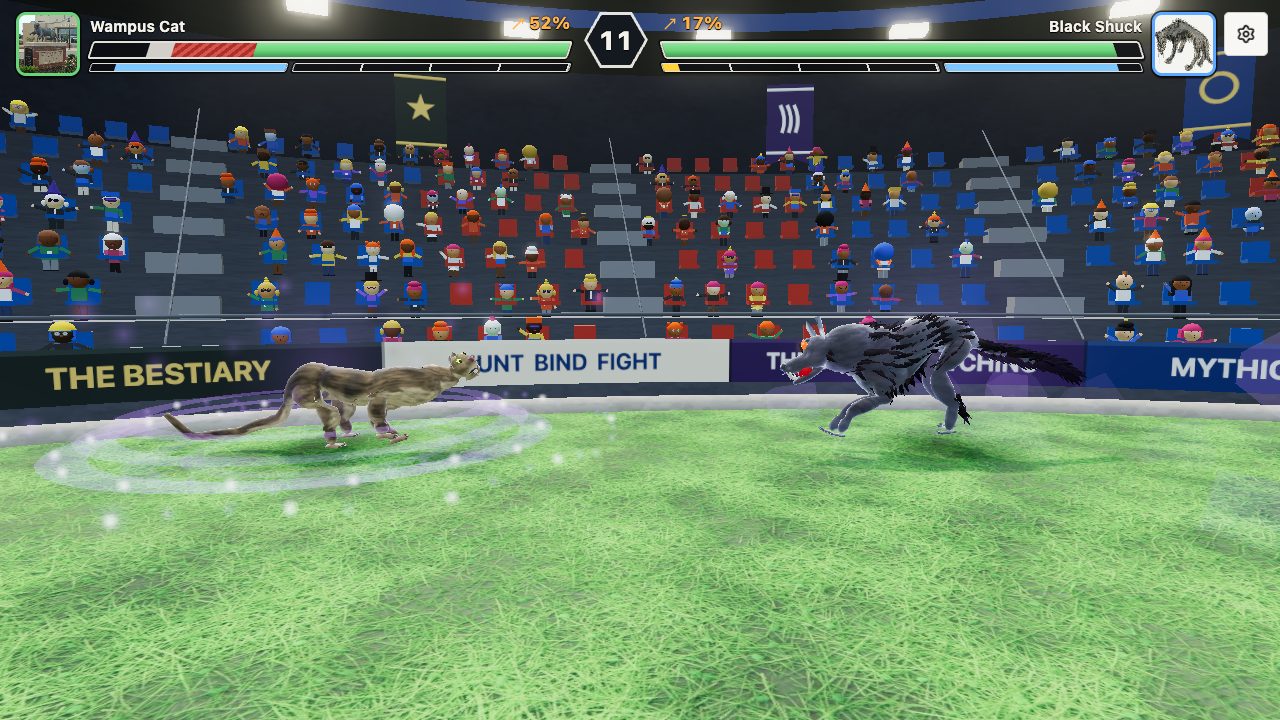 Wampus Cat
52%
11
17%
Black Shuck
THE BESTIARY
UNT BIND FIGHT
MYTHIC